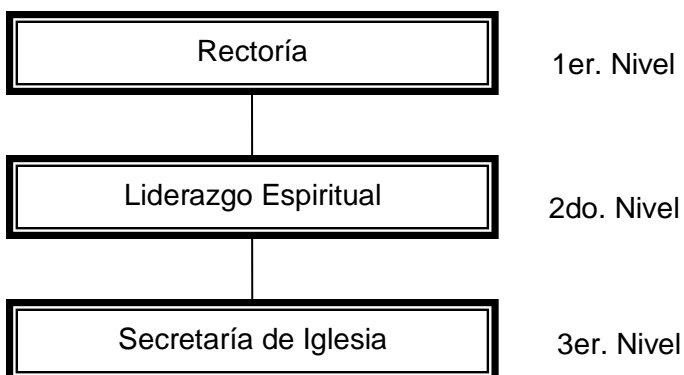 Rectoría
1er. Nivel
Liderazgo Espiritual
2do. Nivel
Secretaría de Iglesia
3er. Nivel